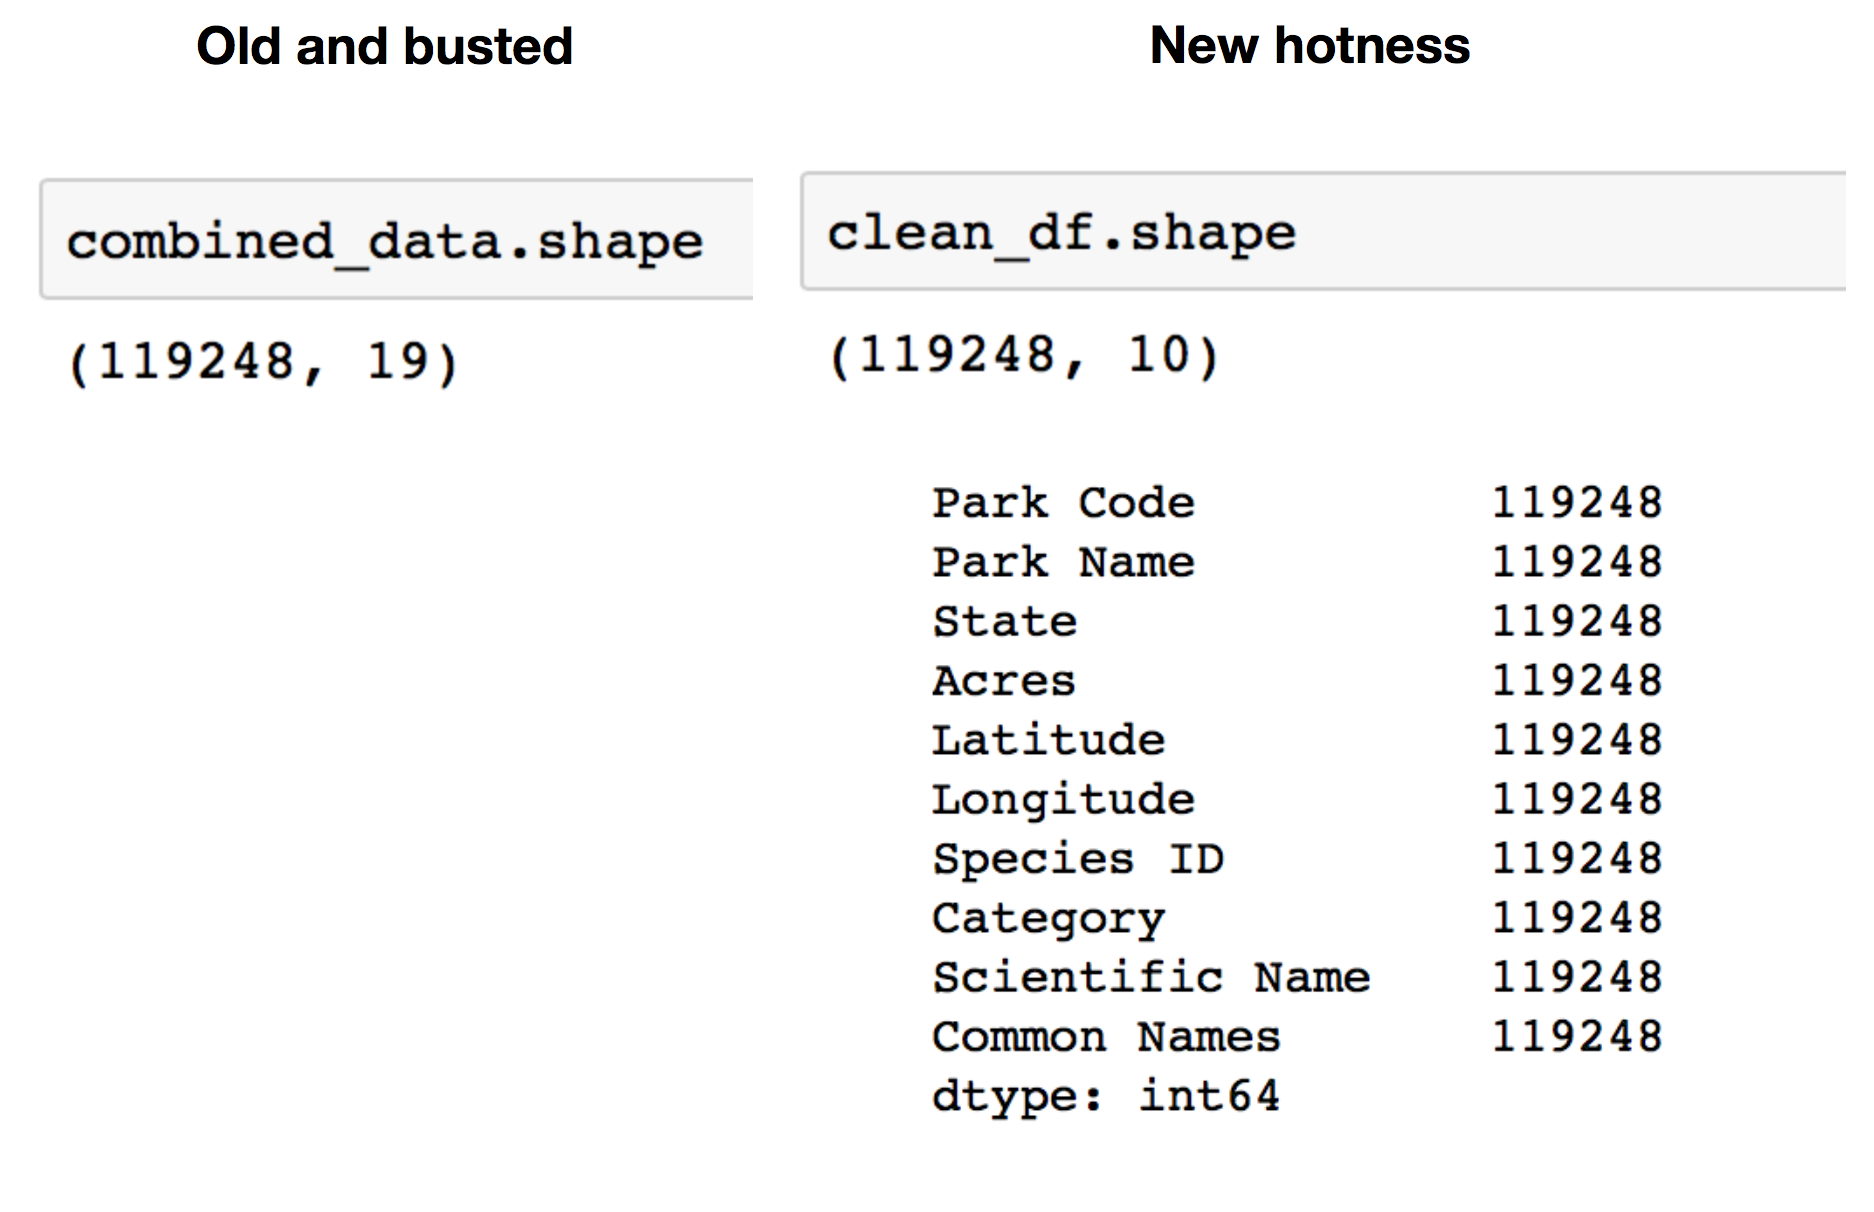 Old and busted
combined_data.shape
(119248, 19)
New hotness
clean_df.shape
(119248, 10)
Park Code 119248
Park Name 119248
State 119248
Acres 119248
Latitude 119248
Longitude 119248
Species ID 119248
Category 119248
Scientific Name 119248
Common Names 119248
dtype: int64